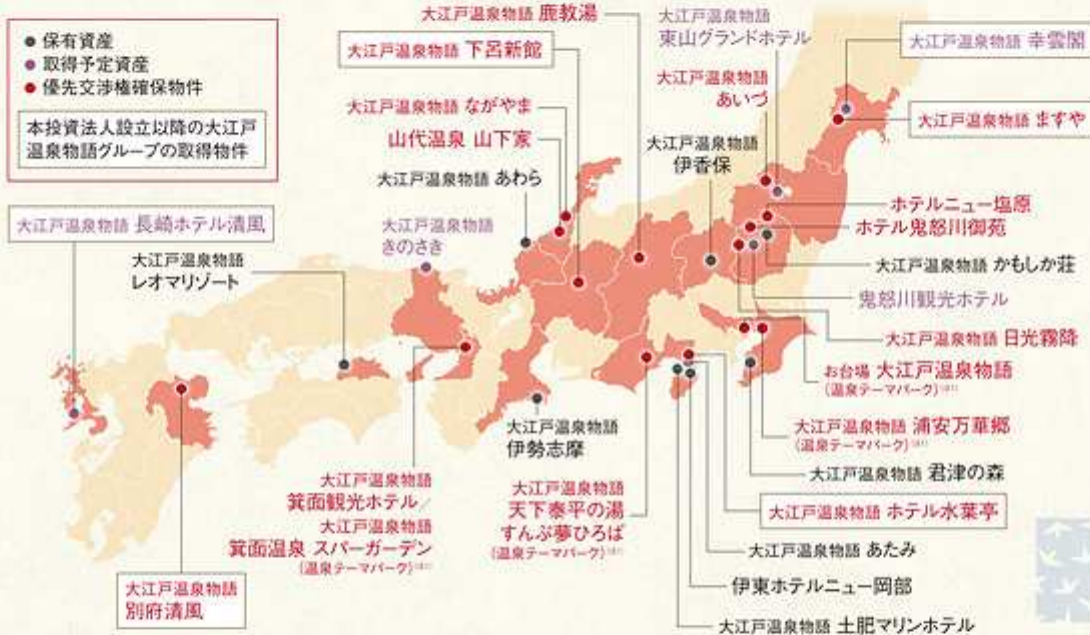 ● 保有資産
● 取得予定資産
● 優先交渉権確保物件
本投資法人設立以降の大江戸
温泉物語グループの取得物件
大江戸温泉物語 鹿教湯
大江戸温泉物語 下呂新館
大江戸温泉物語 ながやま
山代温泉 山下家
大江戸温泉物語 あわら
大江戸温泉物語
きのさき
大江戸温泉物語 長崎ホテル清風
大江戸温泉物語
レオマリゾート
大江戸温泉物語
東山グランドホテル
大江戸温泉物語
あいづ
大江戸温泉物語
伊香保
大江戸温泉物語 幸雲閣
大江戸温泉物語 ますや
ホテルニュー塩原
ホテル鬼怒川御苑
大江戸温泉物語 かもしか荘
鬼怒川観光ホテル
大江戸温泉物語 日光霧降
お台場 大江戸温泉物語
(温泉テーマパーク)
大江戸温泉物語 浦安万華郷
(温泉テーマパーク)
大江戸温泉物語 君津の森
大江戸温泉物語 ホテル水葉亭
大江戸温泉物語 あたみ
伊東ホテルニュー岡部
大江戸温泉物語 土肥マリンホテル
大江戸温泉物語
伊勢志摩
大江戸温泉物語
天下泰平の湯
すんぷ夢ひろば
(温泉テーマパーク)
大江戸温泉物語
箕面観光ホテル／
大江戸温泉物語
箕面温泉 スパーガーデン
(温泉テーマパーク)
大江戸温泉物語
別府清風